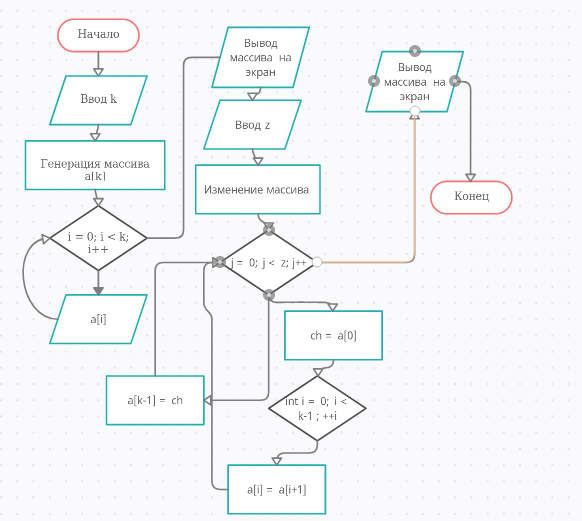 Начало
Ввод k
Генерация массива
a[k]
i = 0; i < k;
i++
a[i]
Вывод
массива на
экран
Ввод z
Изменение массива
j = 0; j < z; j++
ch = a[0]
a[k-1] = ch
int i = 0; i <
k-1 ; ++i
a[i] = a[i+1]
Вывод
массива на
экран
Конец